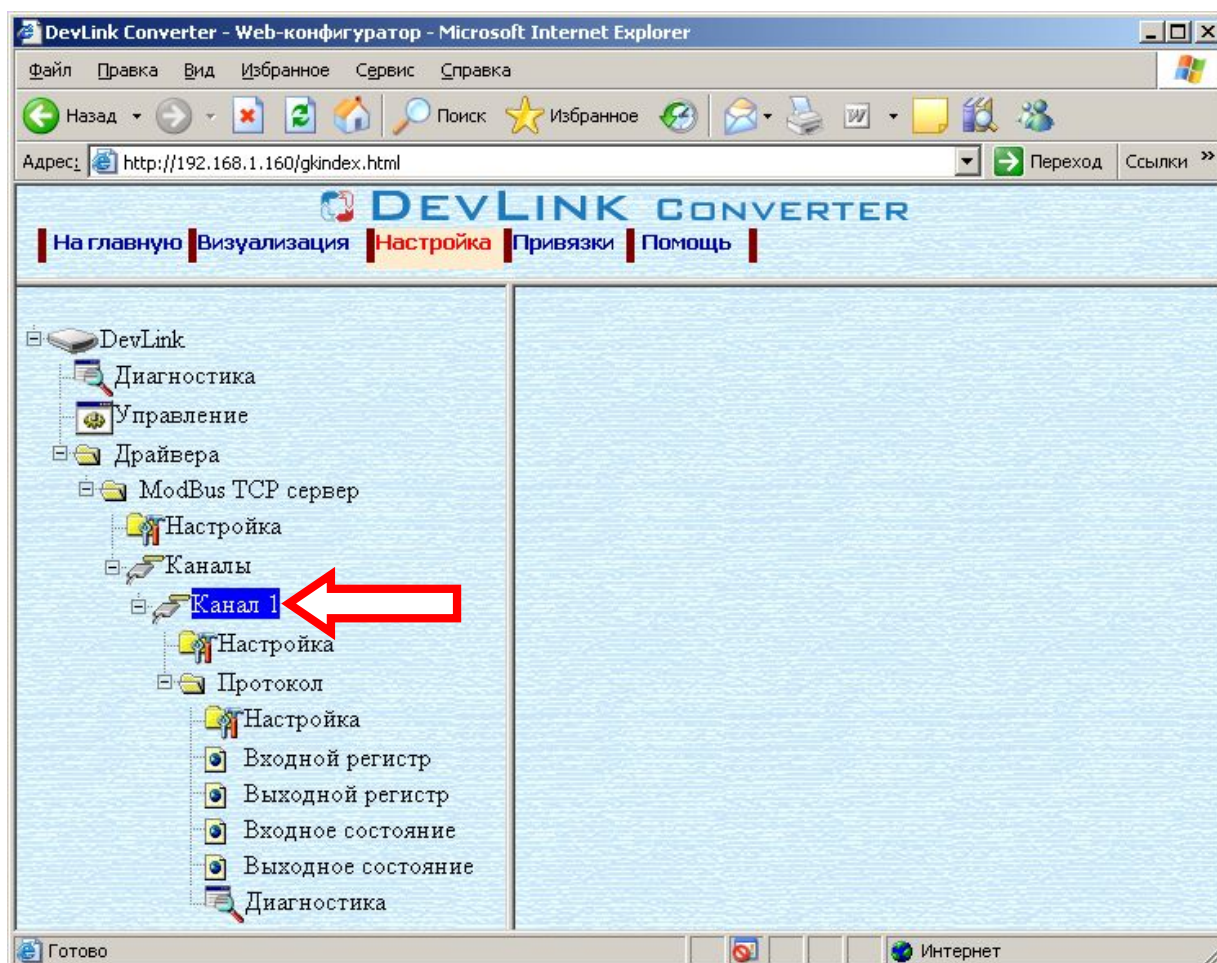 DevLink Converter - Web-конфигуратор - Microsoft Internet Explorer
Файл Правка Вид Избранное Сервис Справка
Назад Поиск Избранное
Адрес: http://192.168.1.160/gkindex.html Переход Ссылки »
DEVLINK CONVERTER
На главную Визуализация Настройка Привязки Помощь
DevLink
Диагностика
Управление
Драйвера
ModBus TCP сервер
Настройка
Каналы
Канал 1
Настройка
Протокол
Настройка
Входной регистр
Выходной регистр
Входное состояние
Выходное состояние
Диагностика
Готово Интернет